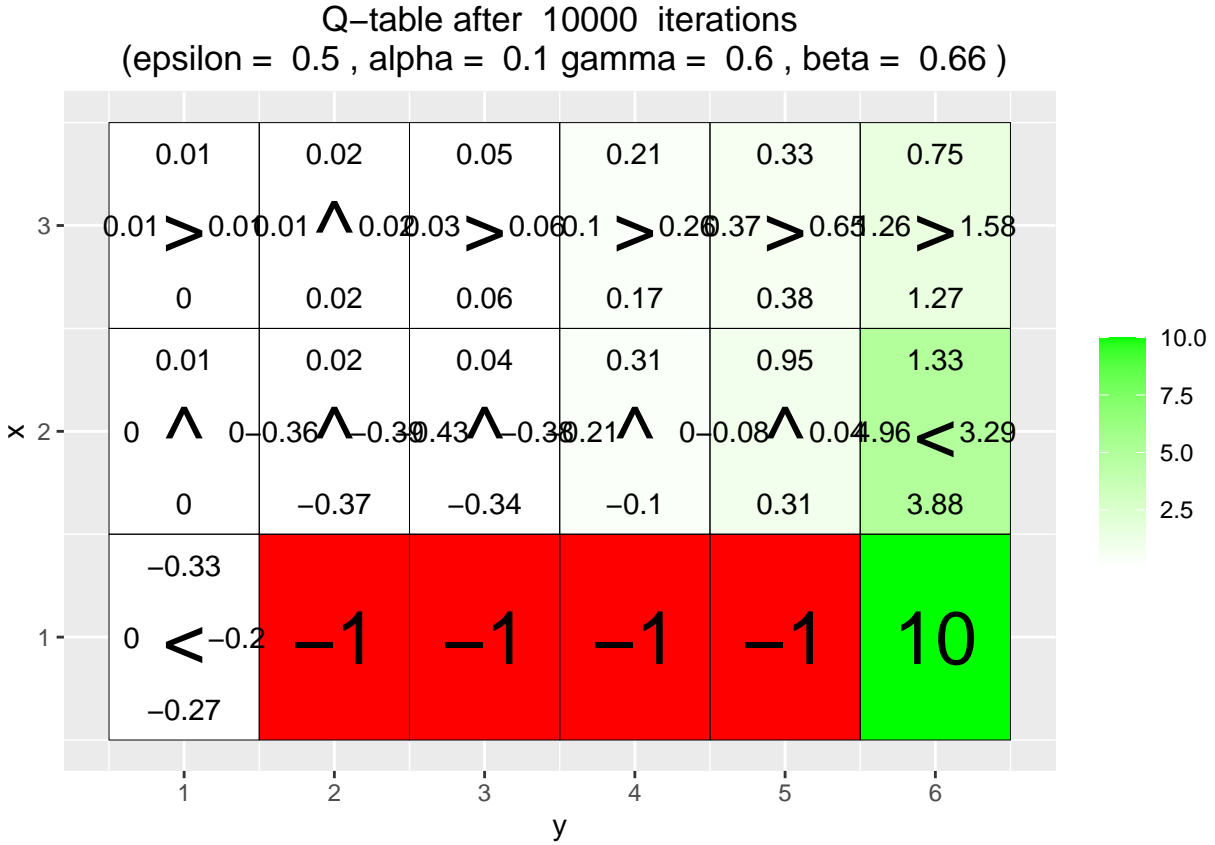 Q−table after  10000  iterations
(epsilon =  0.5 , alpha =  0.1 gamma =  0.6 , beta =  0.66 )
0.01 0.02 0.05 0.21 0.33 0.75
3 0.01 > 0.01 0.01 ^ 0.02 0.03 > 0.06 0.1 > 0.26 0.37 > 0.65 1.26 > 1.58
0 0.02 0.06 0.17 0.38 1.27
0.01 0.02 0.04 0.31 0.95 1.33
2 0 ^ 0 −0.36 ^ −0.39 −0.43 ^ −0.38 −0.21 ^ 0 −0.08 ^ 0.04 4.96 < 3.29
0 −0.37 −0.34 −0.1 0.31 3.88
−0.33
1 0 < −0.2 −1 −1 −1 −1 10
−0.27
1 2 3 4 5 6
y
x
10.0
7.5
5.0
2.5